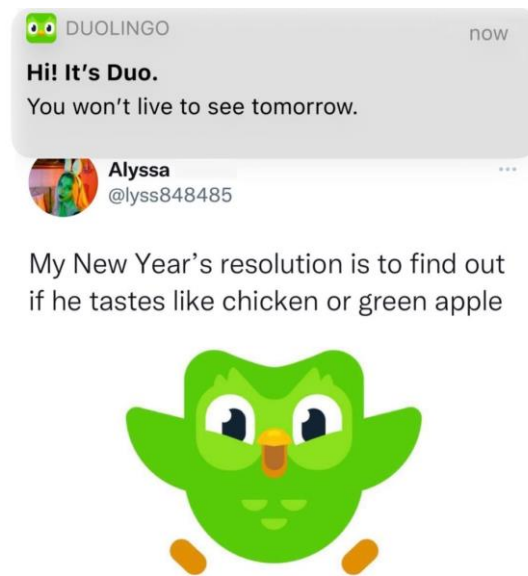 DUOLINGO
now
Hi! It's Duo.
You won't live to see tomorrow.
Alyssa
@lyss848485
My New Year's resolution is to find out
if he tastes like chicken or green apple